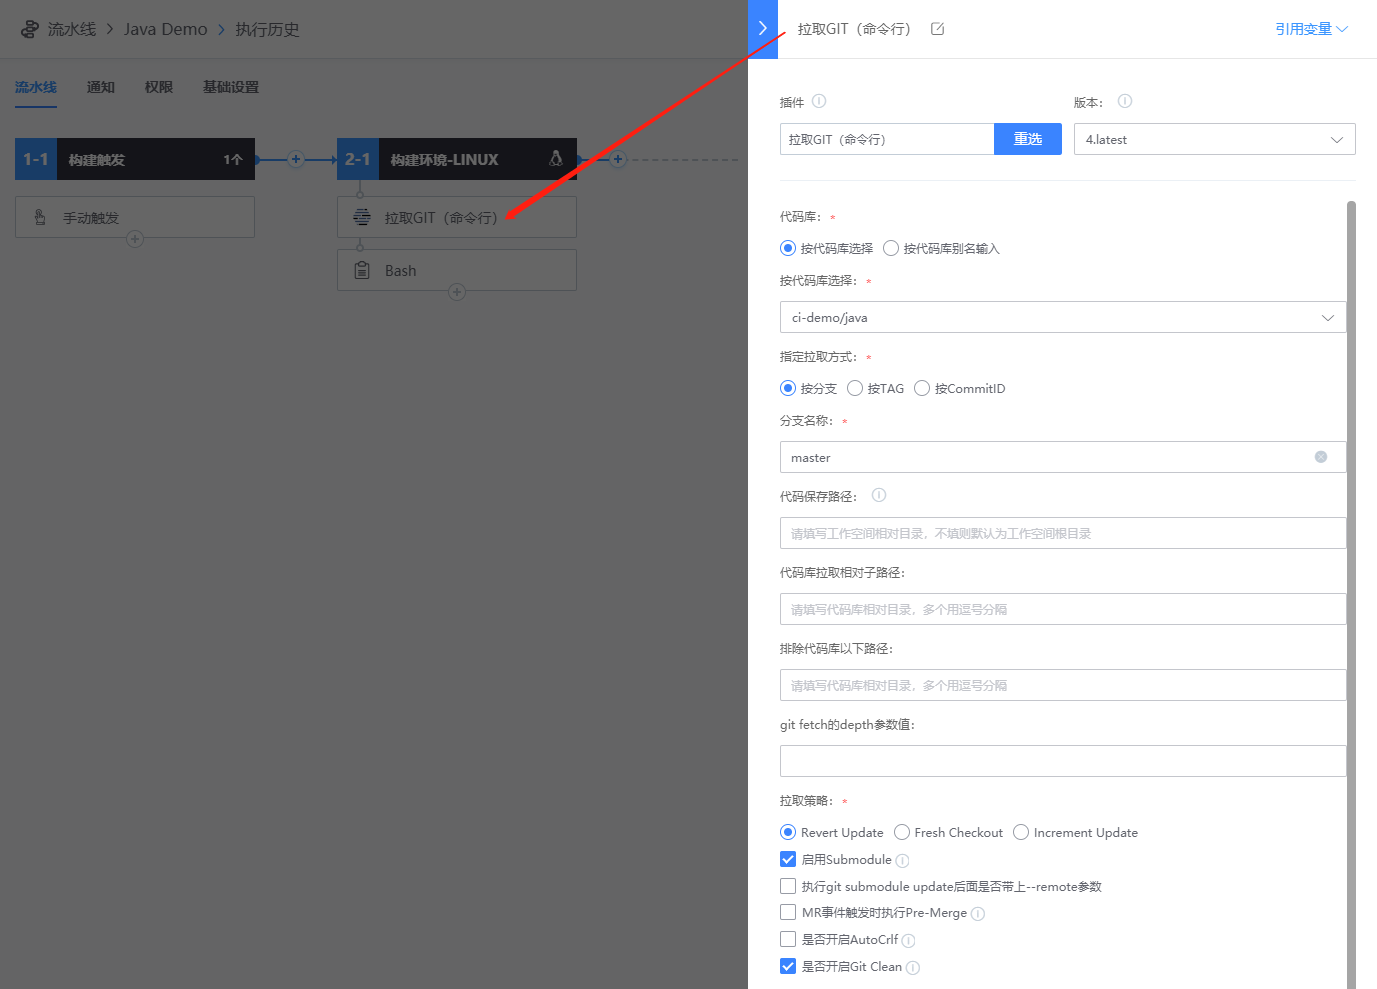 流水线 > Java Demo > 执行历史
流水线 通知 权限 基础设置
1-1 构建触发 1个
手动触发
2-1 构建环境-LINUX
拉取GIT（命令行）
Bash
拉取GIT（命令行）
引用变量
插件
版本：
拉取GIT（命令行） 重选
4.latest
代码库： *
按代码库选择 按代码库别名输入
按代码库选择： *
ci-demo/java
指定拉取方式： *
按分支 按TAG 按CommitID
分支名称： *
master
代码保存路径：
请填写工作空间相对目录，不填则默认为工作空间根目录
代码库拉取相对子路径：
请填写代码库相对目录，多个用逗号分隔
排除代码库以下路径：
请填写代码库相对目录，多个用逗号分隔
git fetch的depth参数值：
拉取策略： *
Revert Update Fresh Checkout Increment Update
启用Submodule
执行git submodule update后面是否带上--remote参数
MR事件触发时执行Pre-Merge
是否开启AutoCrlf
是否开启Git Clean